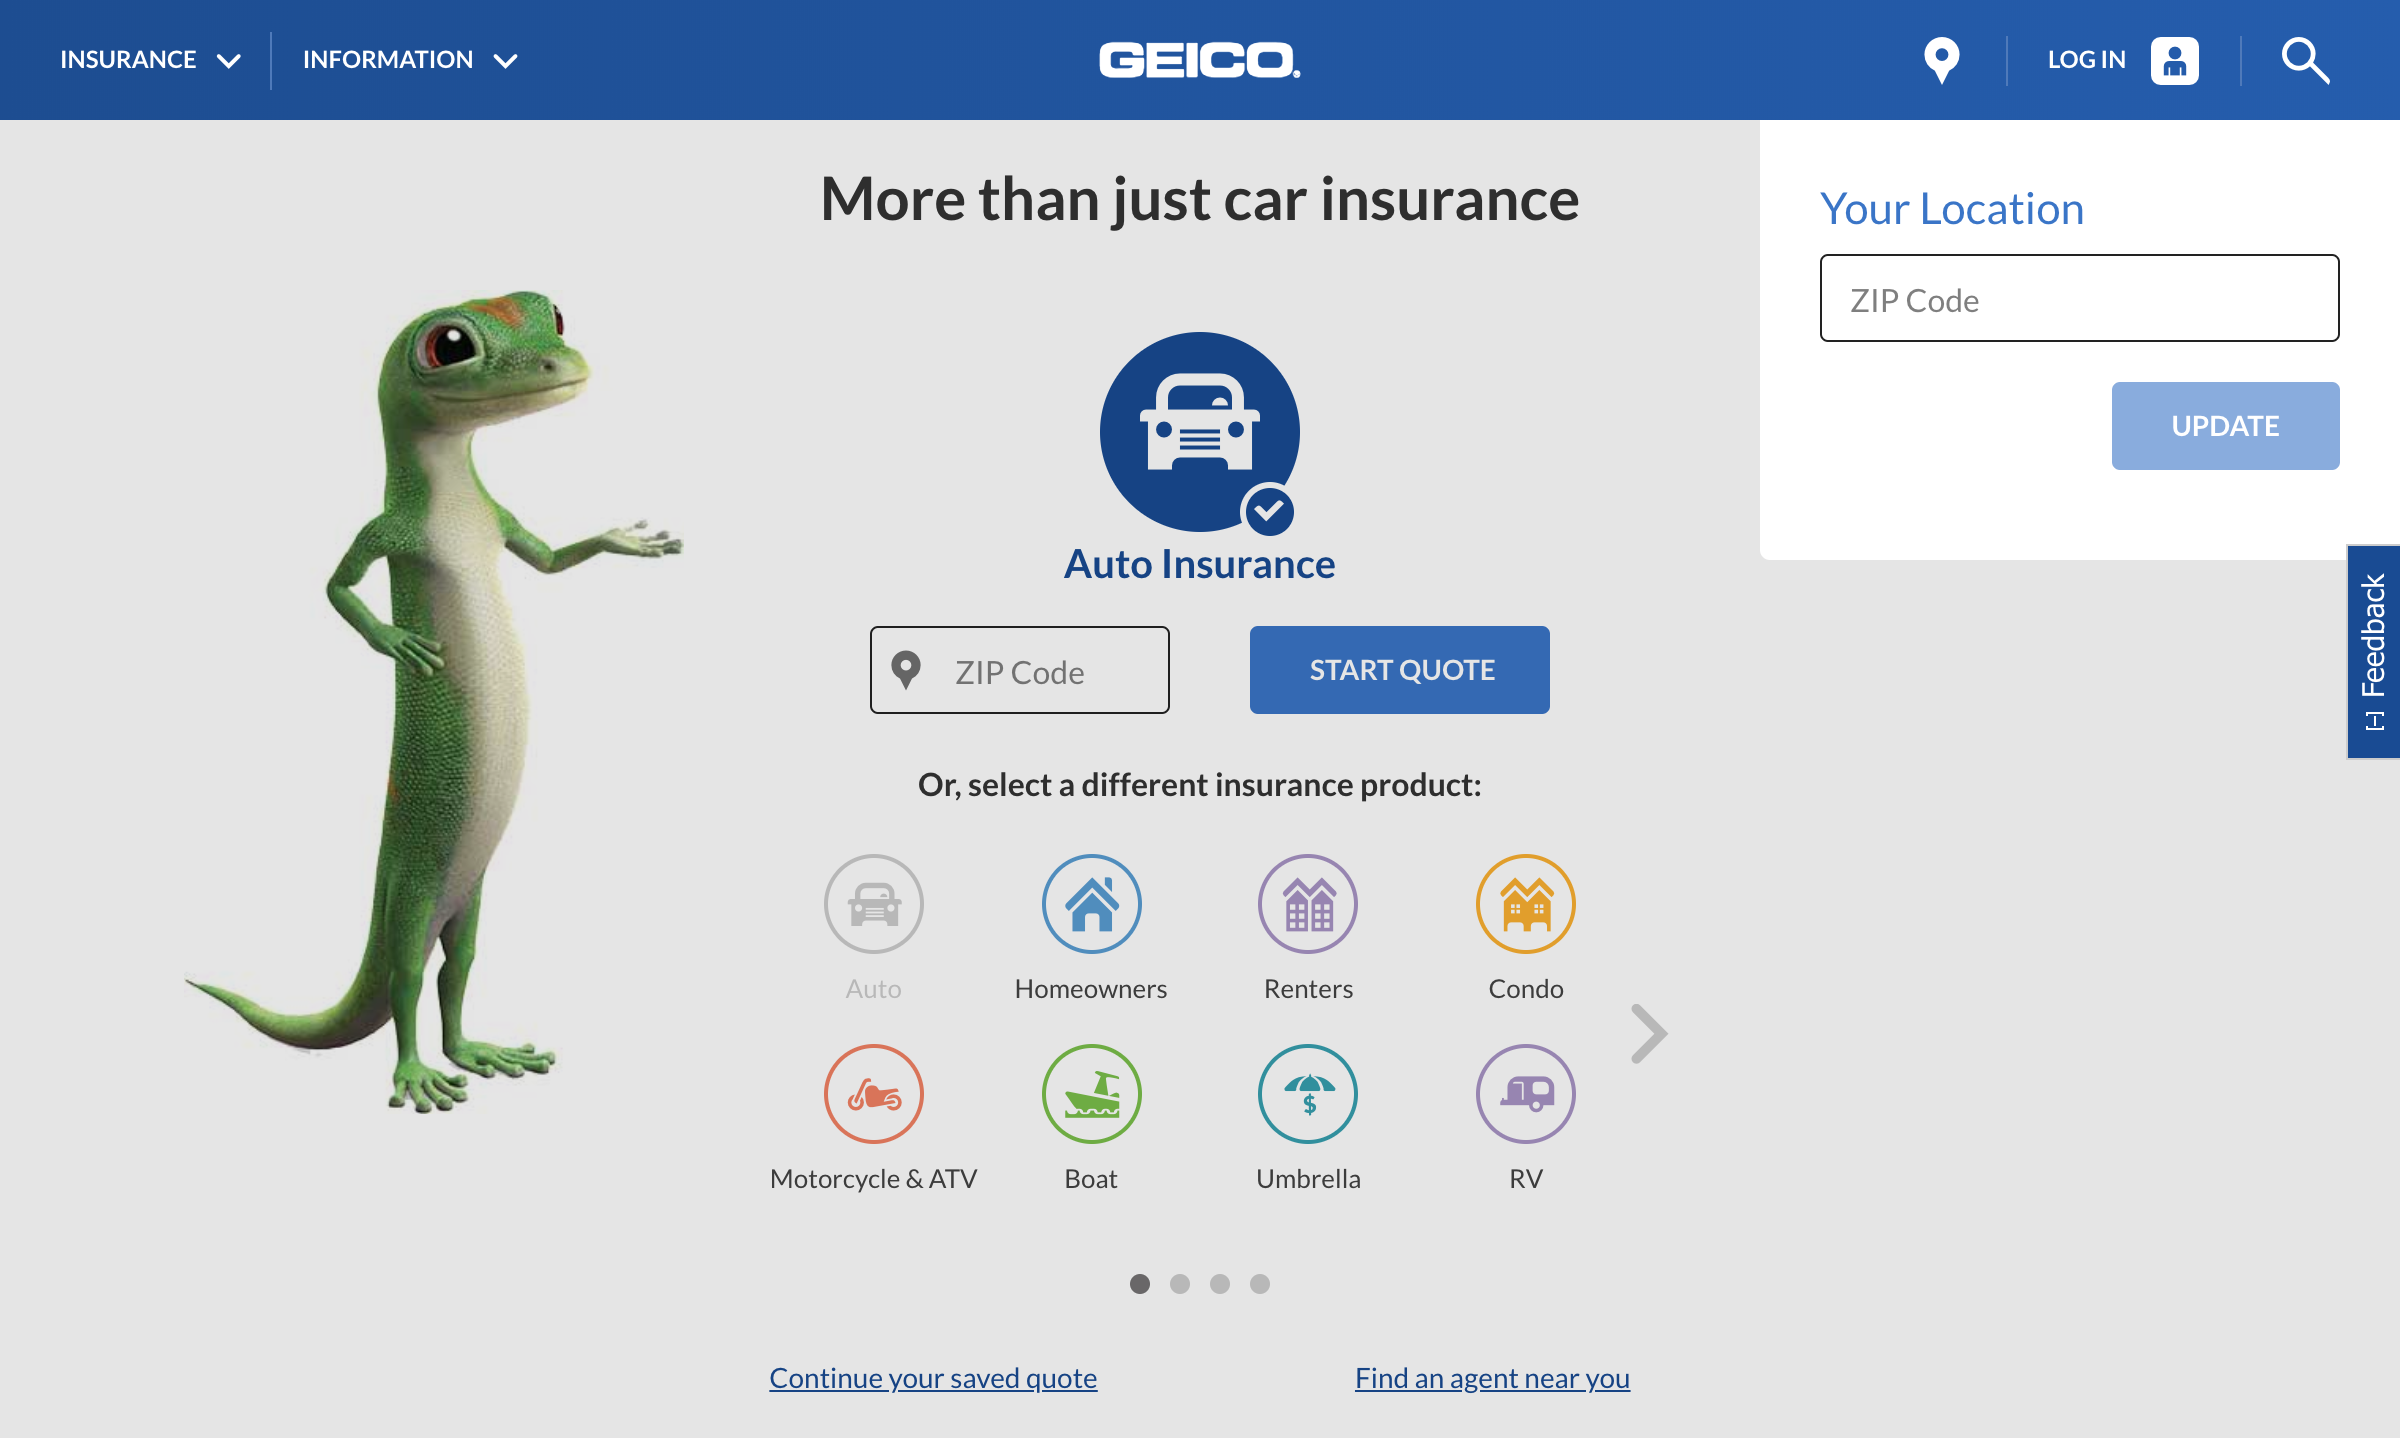 INSURANCE
INFORMATION
GEICO.
LOG IN
More than just car insurance
Your Location
ZIP Code
UPDATE
Auto Insurance
ZIP Code
START QUOTE
[-] Feedback
Or, select a different insurance product:
Auto
Homeowners
Renters
Condo
$
Motorcycle & ATV
Boat
Umbrella
RV
Continue your saved quote
Find an agent near you